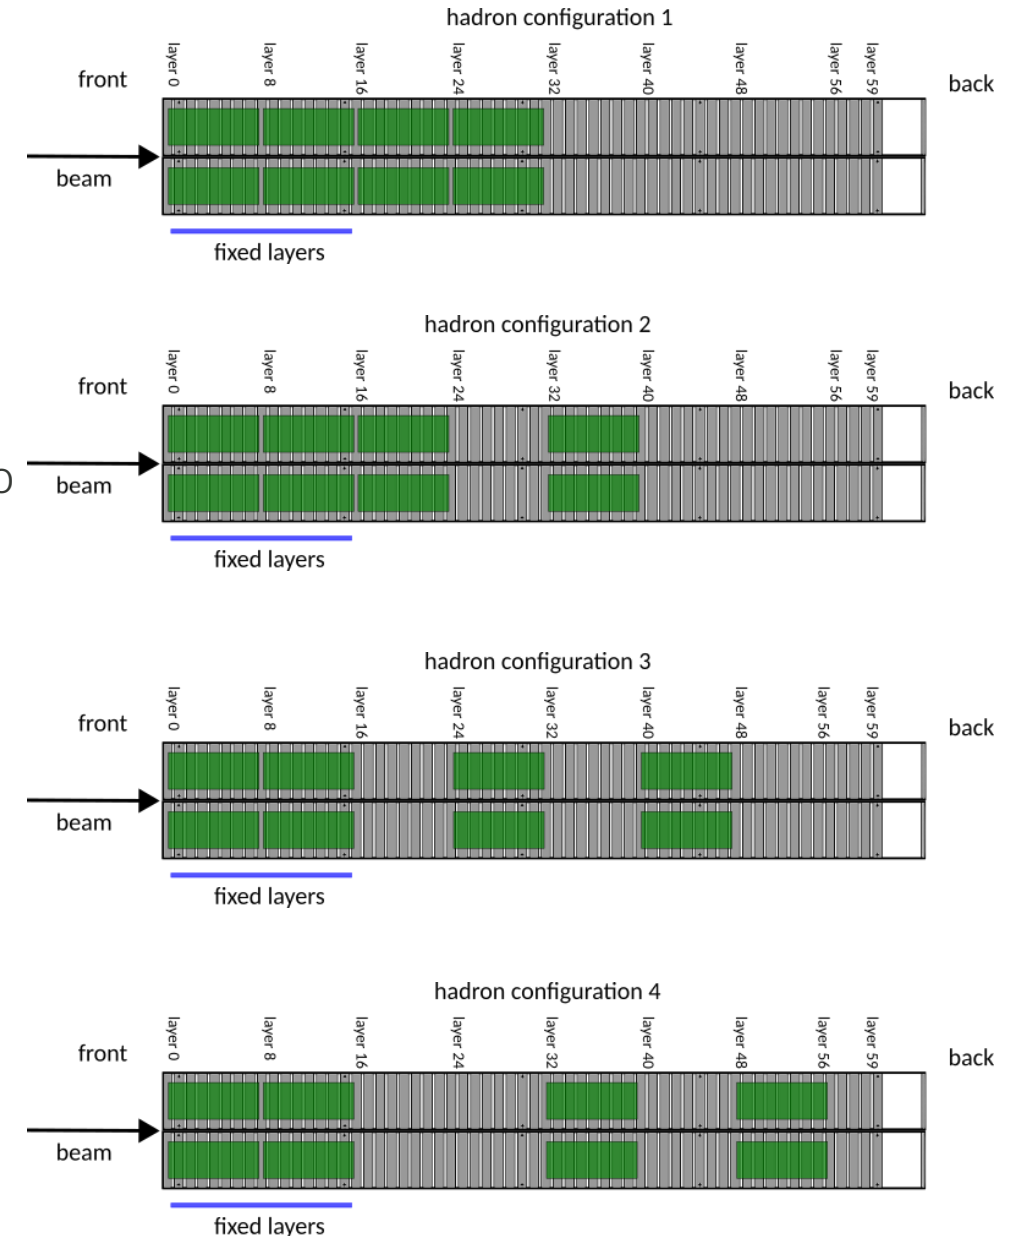 hadron configuration 1
layer 0
layer 8
layer 16
layer 24
layer 32
layer 40
layer 48
layer 56
layer 59
front
back
beam
fixed layers
hadron configuration 2
layer 0
layer 8
layer 16
layer 24
layer 32
layer 40
layer 48
layer 56
layer 59
front
back
beam
fixed layers
hadron configuration 3
layer 0
layer 8
layer 16
layer 24
layer 32
layer 40
layer 48
layer 56
layer 59
front
back
beam
fixed layers
hadron configuration 4
layer 0
layer 8
layer 16
layer 24
layer 32
layer 40
layer 48
layer 56
layer 59
front
back
beam
fixed layers